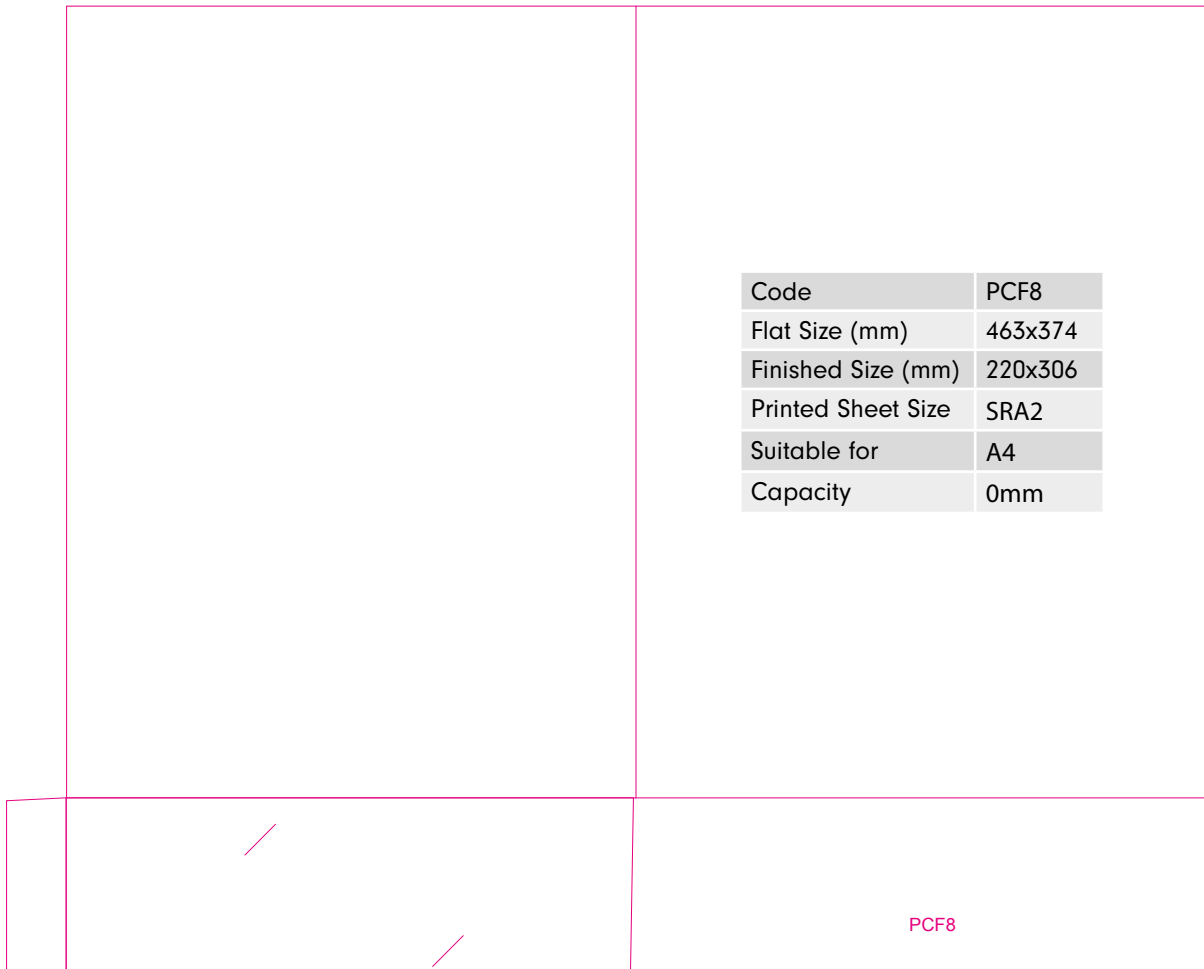 Code PCF8
Flat Size (mm) 463x374
Finished Size (mm) 220x306
Printed Sheet Size SRA2
Suitable for A4
Capacity 0mm
PCF8